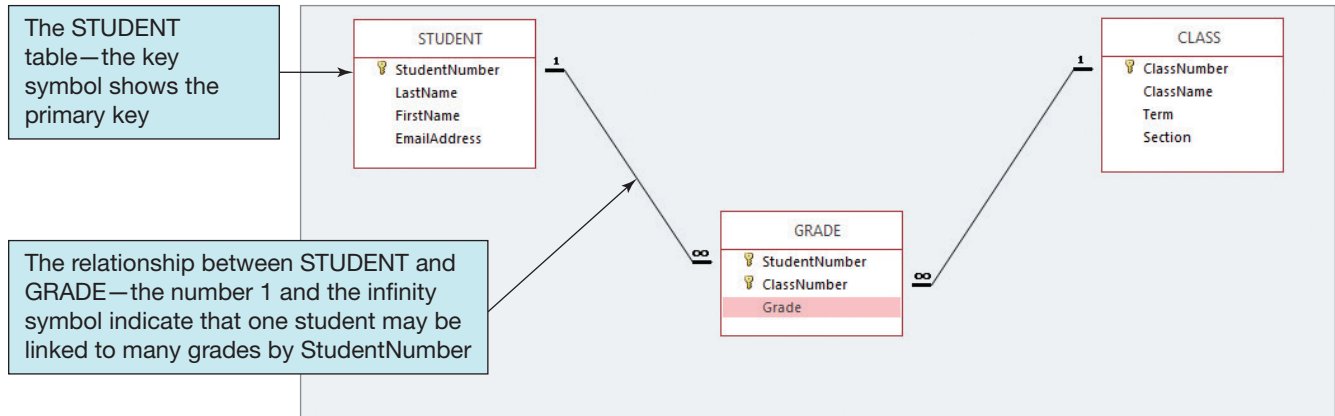 The STUDENT
table—the key
symbol shows the
primary key
STUDENT
StudentNumber
LastName
FirstName
EmailAddress
1
1
CLASS
ClassNumber
ClassName
Term
Section
The relationship between STUDENT and
GRADE—the number 1 and the infinity
symbol indicate that one student may be
linked to many grades by StudentNumber
∞
GRADE
StudentNumber
ClassNumber
Grade
∞